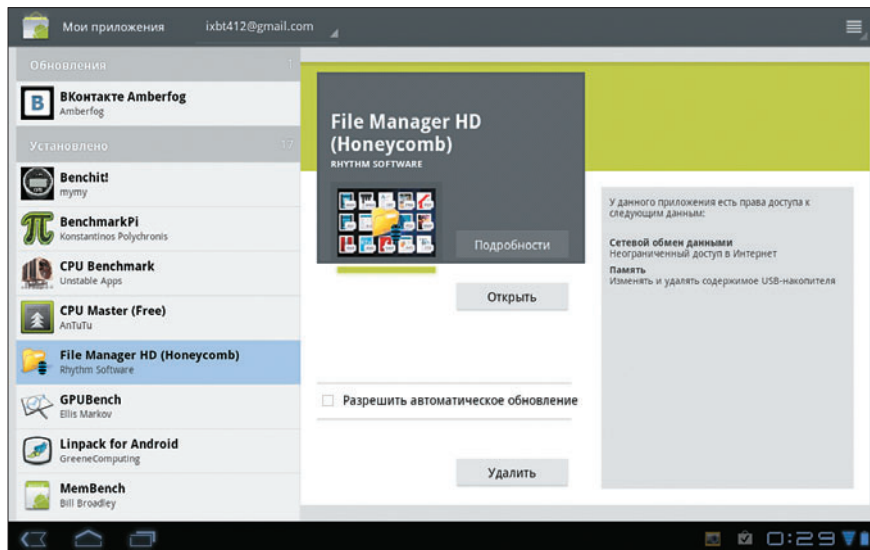 Мои приложения ixbt412@gmail.com
Обновления 1
ВКонтакте Amberfog
Amberfog
Установлено 17
Benchit!
mymy
BenchmarkPi
Konstantinos Polychronis
CPU Benchmark
Unstable Apps
CPU Master (Free)
AnTuTu
File Manager HD (Honeycomb)
Rhythm Software
GPUBench
Ellis Markov
Linpack for Android
GreeneComputing
MemBench
Bill Broadley
File Manager HD
(Honeycomb)
RHYTHM SOFTWARE
Подробности
Открыть
Разрешить автоматическое обновление
Удалить
У данного приложения есть права доступа к
следующим данным:
Сетевой обмен данными
Неограниченный доступ в Интернет
Память
Изменять и удалять содержимое USB-накопителя
0:29